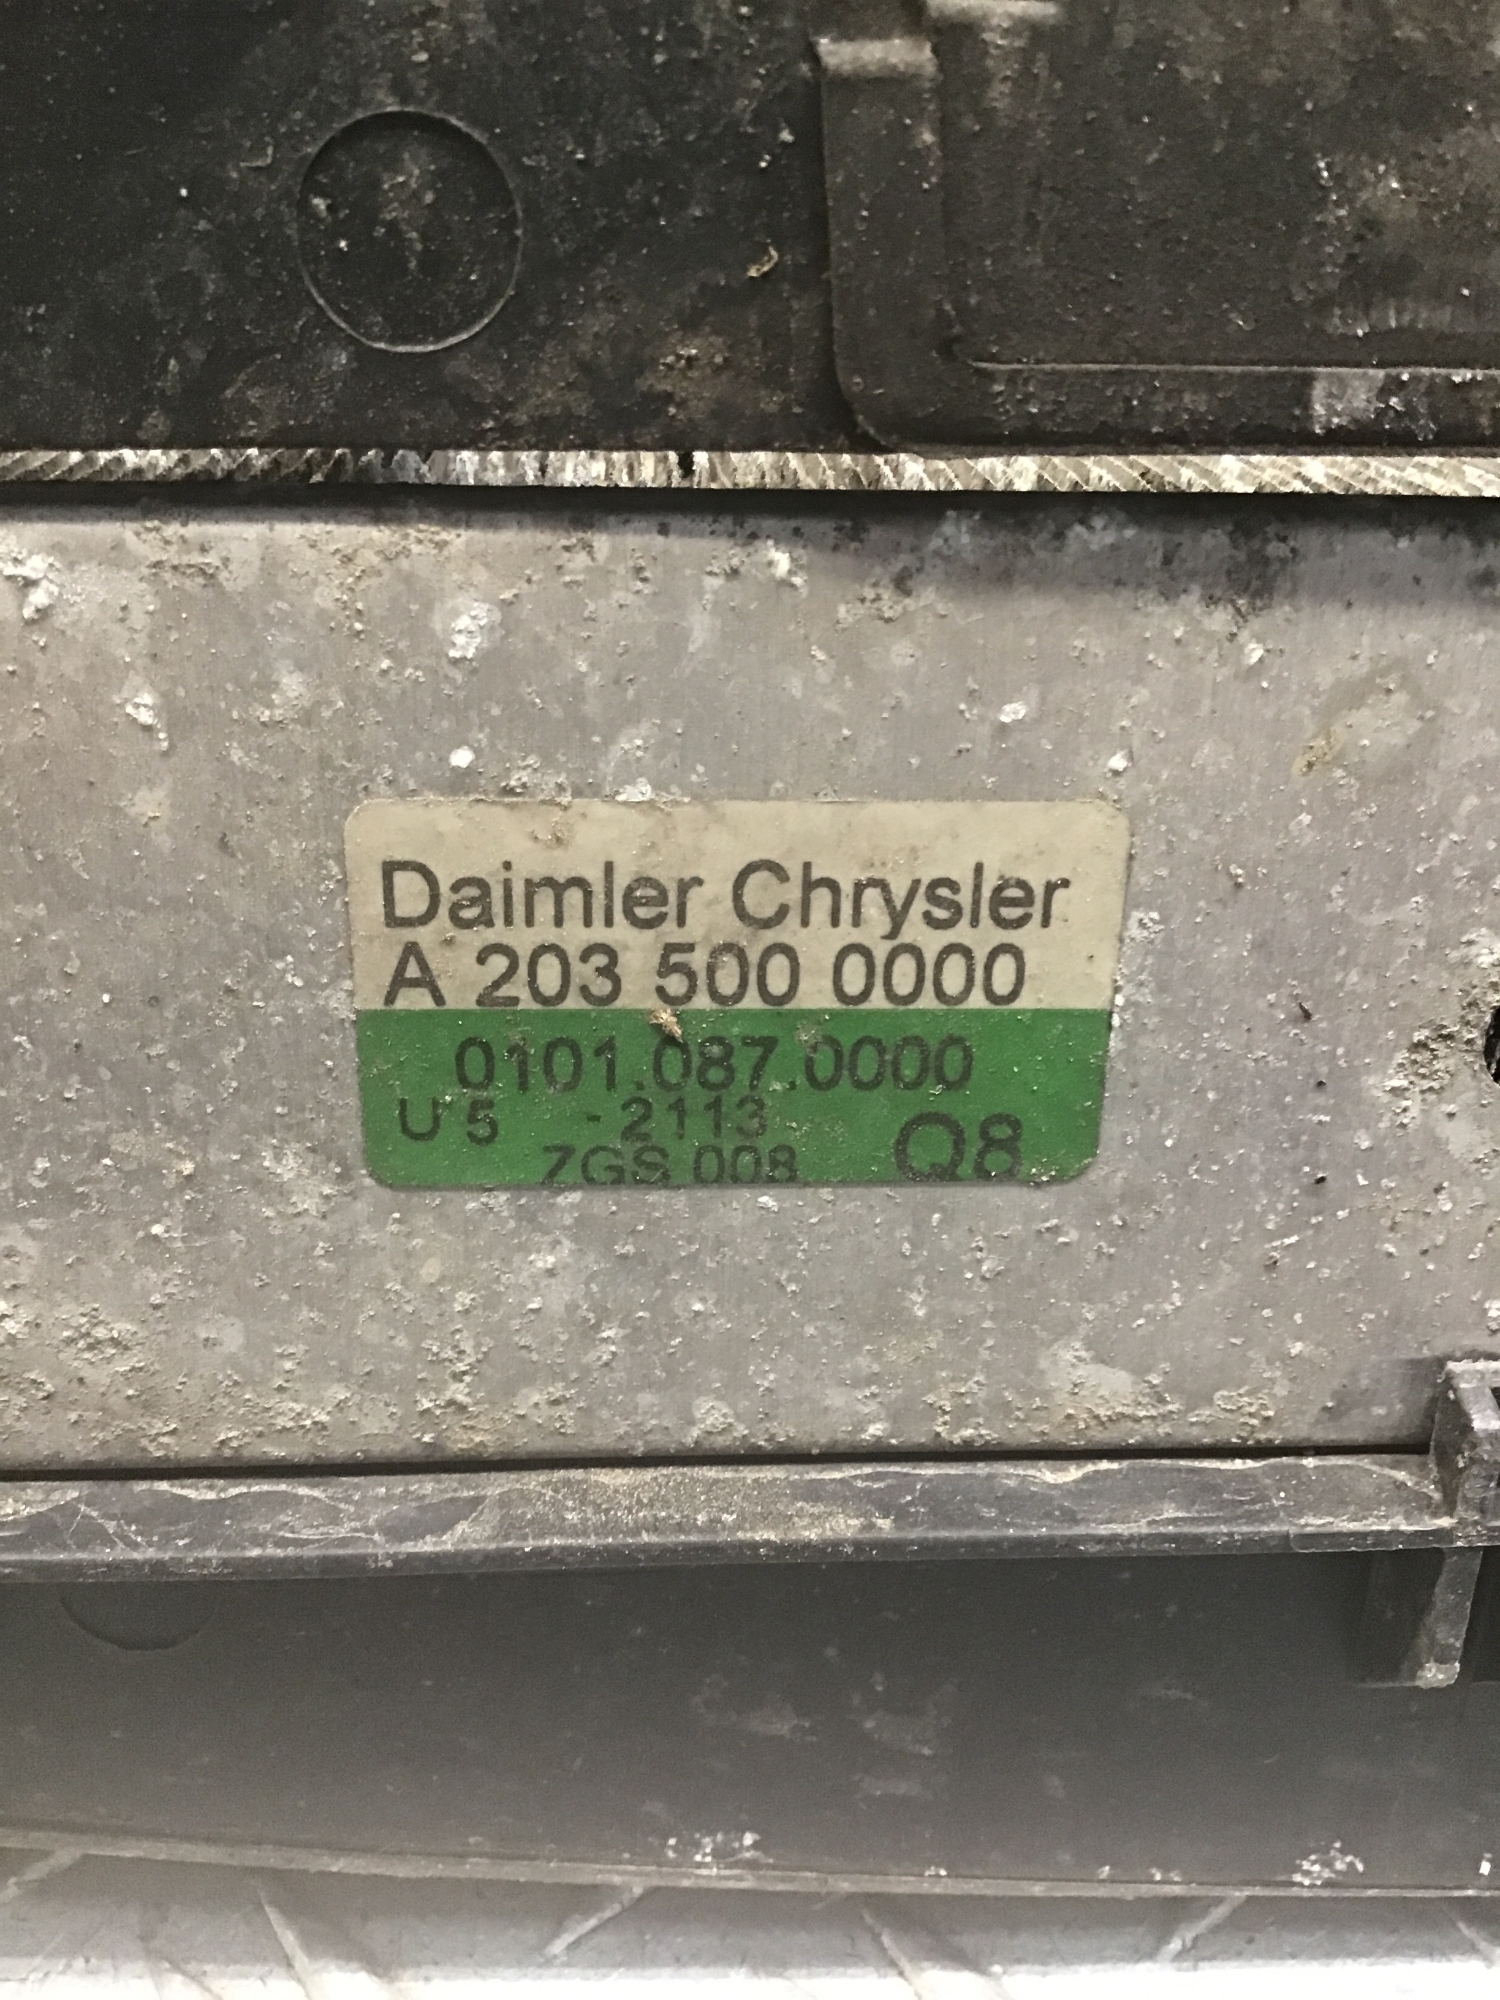 Daimler Chrysler
A 203 500 0000
0101.087.0000
U 5 - 2113
ZGS 008 Q8